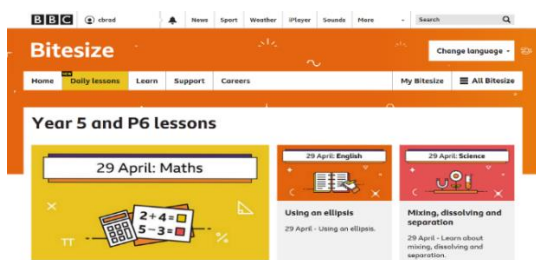 BBC cbrad News Sport Weather iPlayer Sounds More Search
Bitesize Change language
NEW
Home Daily lessons Learn Support Careers My Bitesize All Bitesize
Year 5 and P6 lessons
29 April: Maths
2+4=
5-3=
π %
29 April: English
Using an ellipsis
29 April - Using an ellipsis.
29 April: Science
Mixing, dissolving and
separation
29 April - Learn about
mixing, dissolving and
separation.